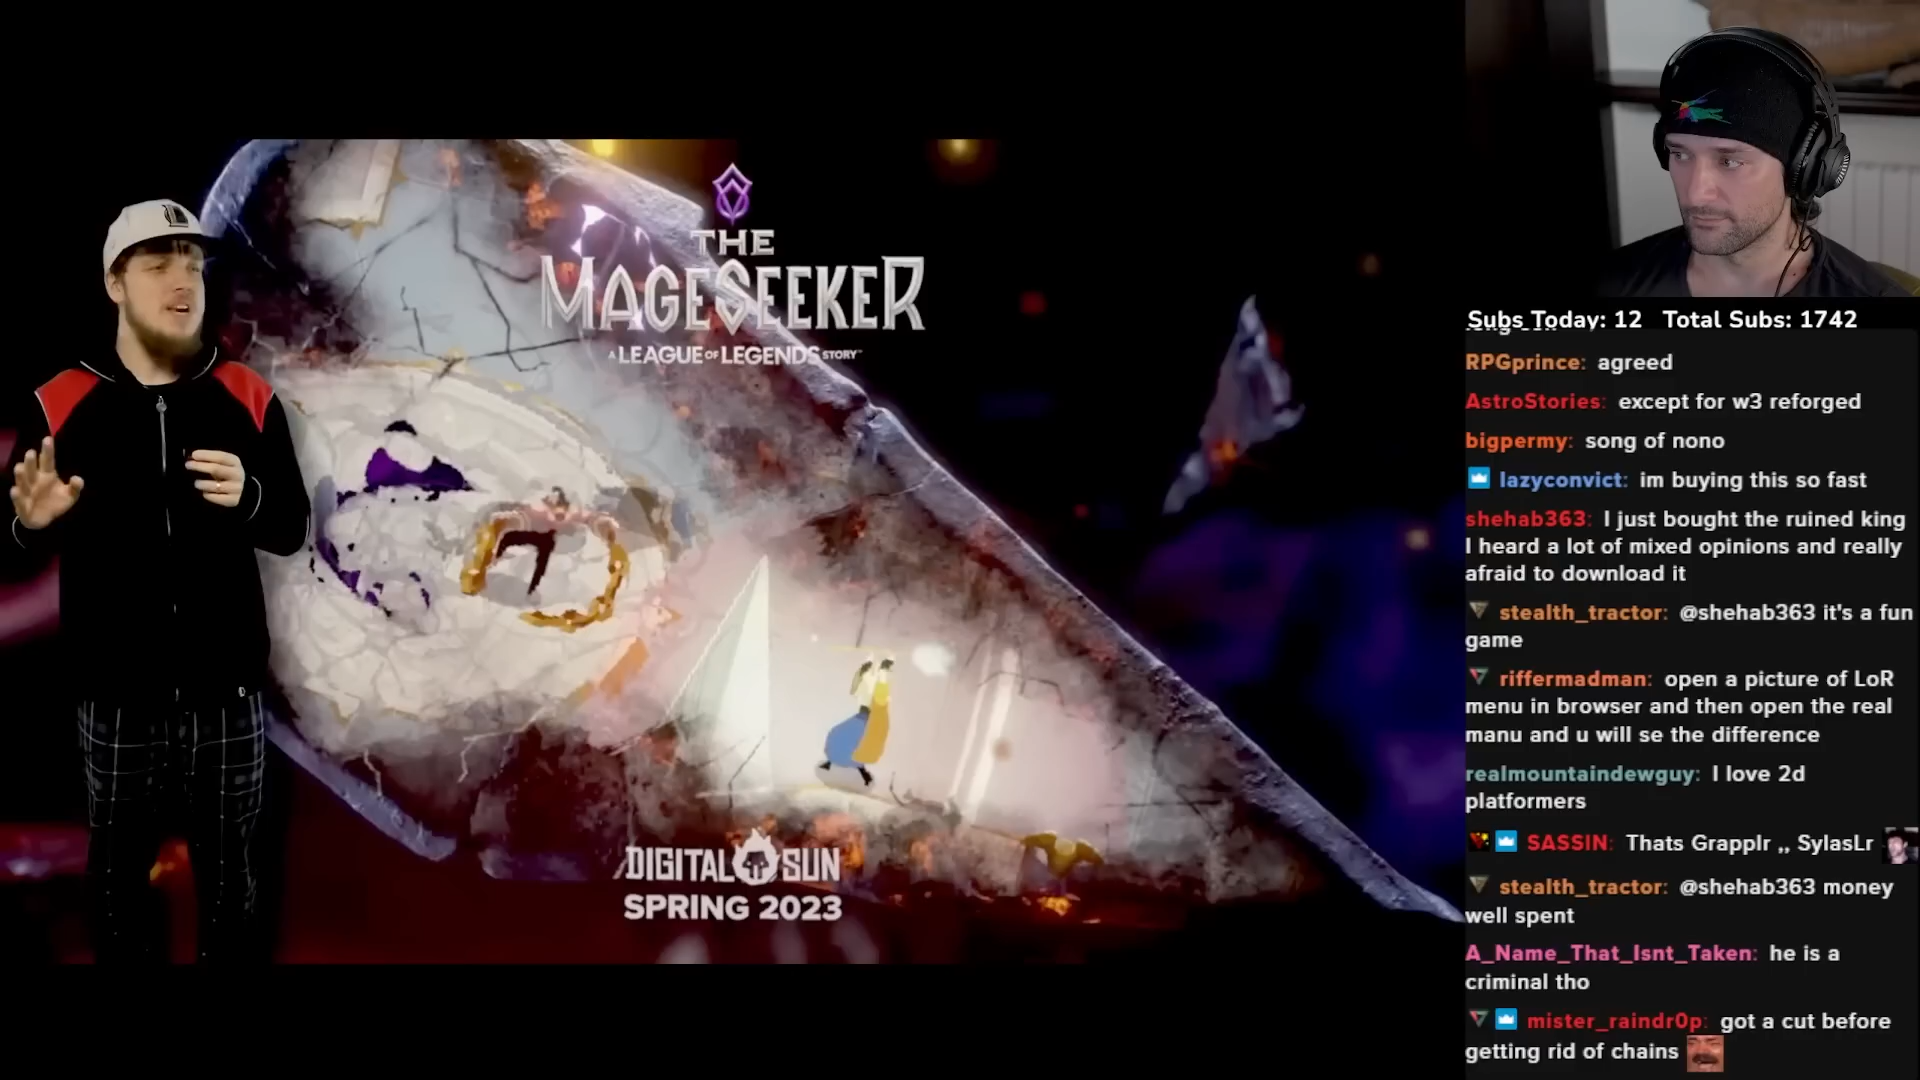 THE
MAGESEEKER
A LEAGUE OF LEGENDS STORY
DIGITAL SUN
SPRING 2023
Subs Today: 12 Total Subs: 1742
RPGprince: agreed
AstroStories: except for w3 reforged
bigpermy: song of nono
lazyconvict: im buying this so fast
shehab363: I just bought the ruined king
I heard a lot of mixed opinions and really
afraid to download it
stealth_tractor: @shehab363 it's a fun
game
riffermadman: open a picture of LoR
menu in browser and then open the real
manu and u will se the difference
realmountaindewguy: I love 2d
platformers
SASSIN: Thats Grapplr ,, SylasLr
stealth_tractor: @shehab363 money
well spent
A_Name_That_Isnt_Taken: he is a
criminal tho
mister_raindr0p: got a cut before
getting rid of chains